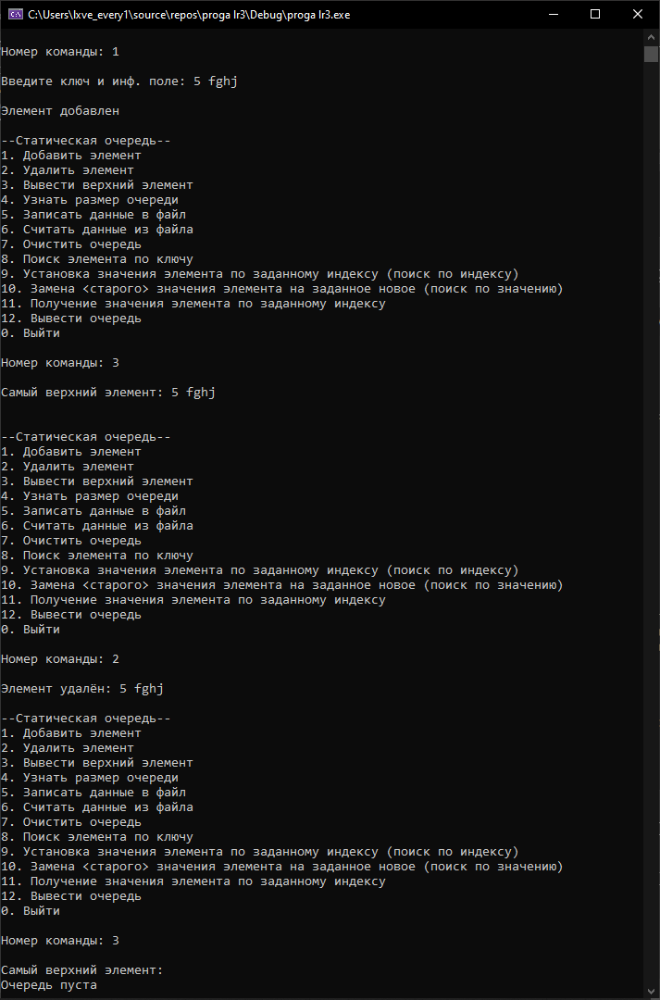 C:\Users\lxve_every1\source\repos\proga lr3\Debug\proga lr3.exe
Номер команды: 1
Введите ключ и инф. поле: 5 fghj
Элемент добавлен
--Статическая очередь--
1. Добавить элемент
2. Удалить элемент
3. Вывести верхний элемент
4. Узнать размер очереди
5. Записать данные в файл
6. Считать данные из файла
7. Очистить очередь
8. Поиск элемента по ключу
9. Установка значения элемента по заданному индексу (поиск по индексу)
10. Замена <старого> значения элемента на заданное новое (поиск по значению)
11. Получение значения элемента по заданному индексу
12. Вывести очередь
0. Выйти
Номер команды: 3
Самый верхний элемент: 5 fghj
--Статическая очередь--
1. Добавить элемент
2. Удалить элемент
3. Вывести верхний элемент
4. Узнать размер очереди
5. Записать данные в файл
6. Считать данные из файла
7. Очистить очередь
8. Поиск элемента по ключу
9. Установка значения элемента по заданному индексу (поиск по индексу)
10. Замена <старого> значения элемента на заданное новое (поиск по значению)
11. Получение значения элемента по заданному индексу
12. Вывести очередь
0. Выйти
Номер команды: 2
Элемент удалён: 5 fghj
--Статическая очередь--
1. Добавить элемент
2. Удалить элемент
3. Вывести верхний элемент
4. Узнать размер очереди
5. Записать данные в файл
6. Считать данные из файла
7. Очистить очередь
8. Поиск элемента по ключу
9. Установка значения элемента по заданному индексу (поиск по индексу)
10. Замена <старого> значения элемента на заданное новое (поиск по значению)
11. Получение значения элемента по заданному индексу
12. Вывести очередь
0. Выйти
Номер команды: 3
Самый верхний элемент:
Очередь пуста